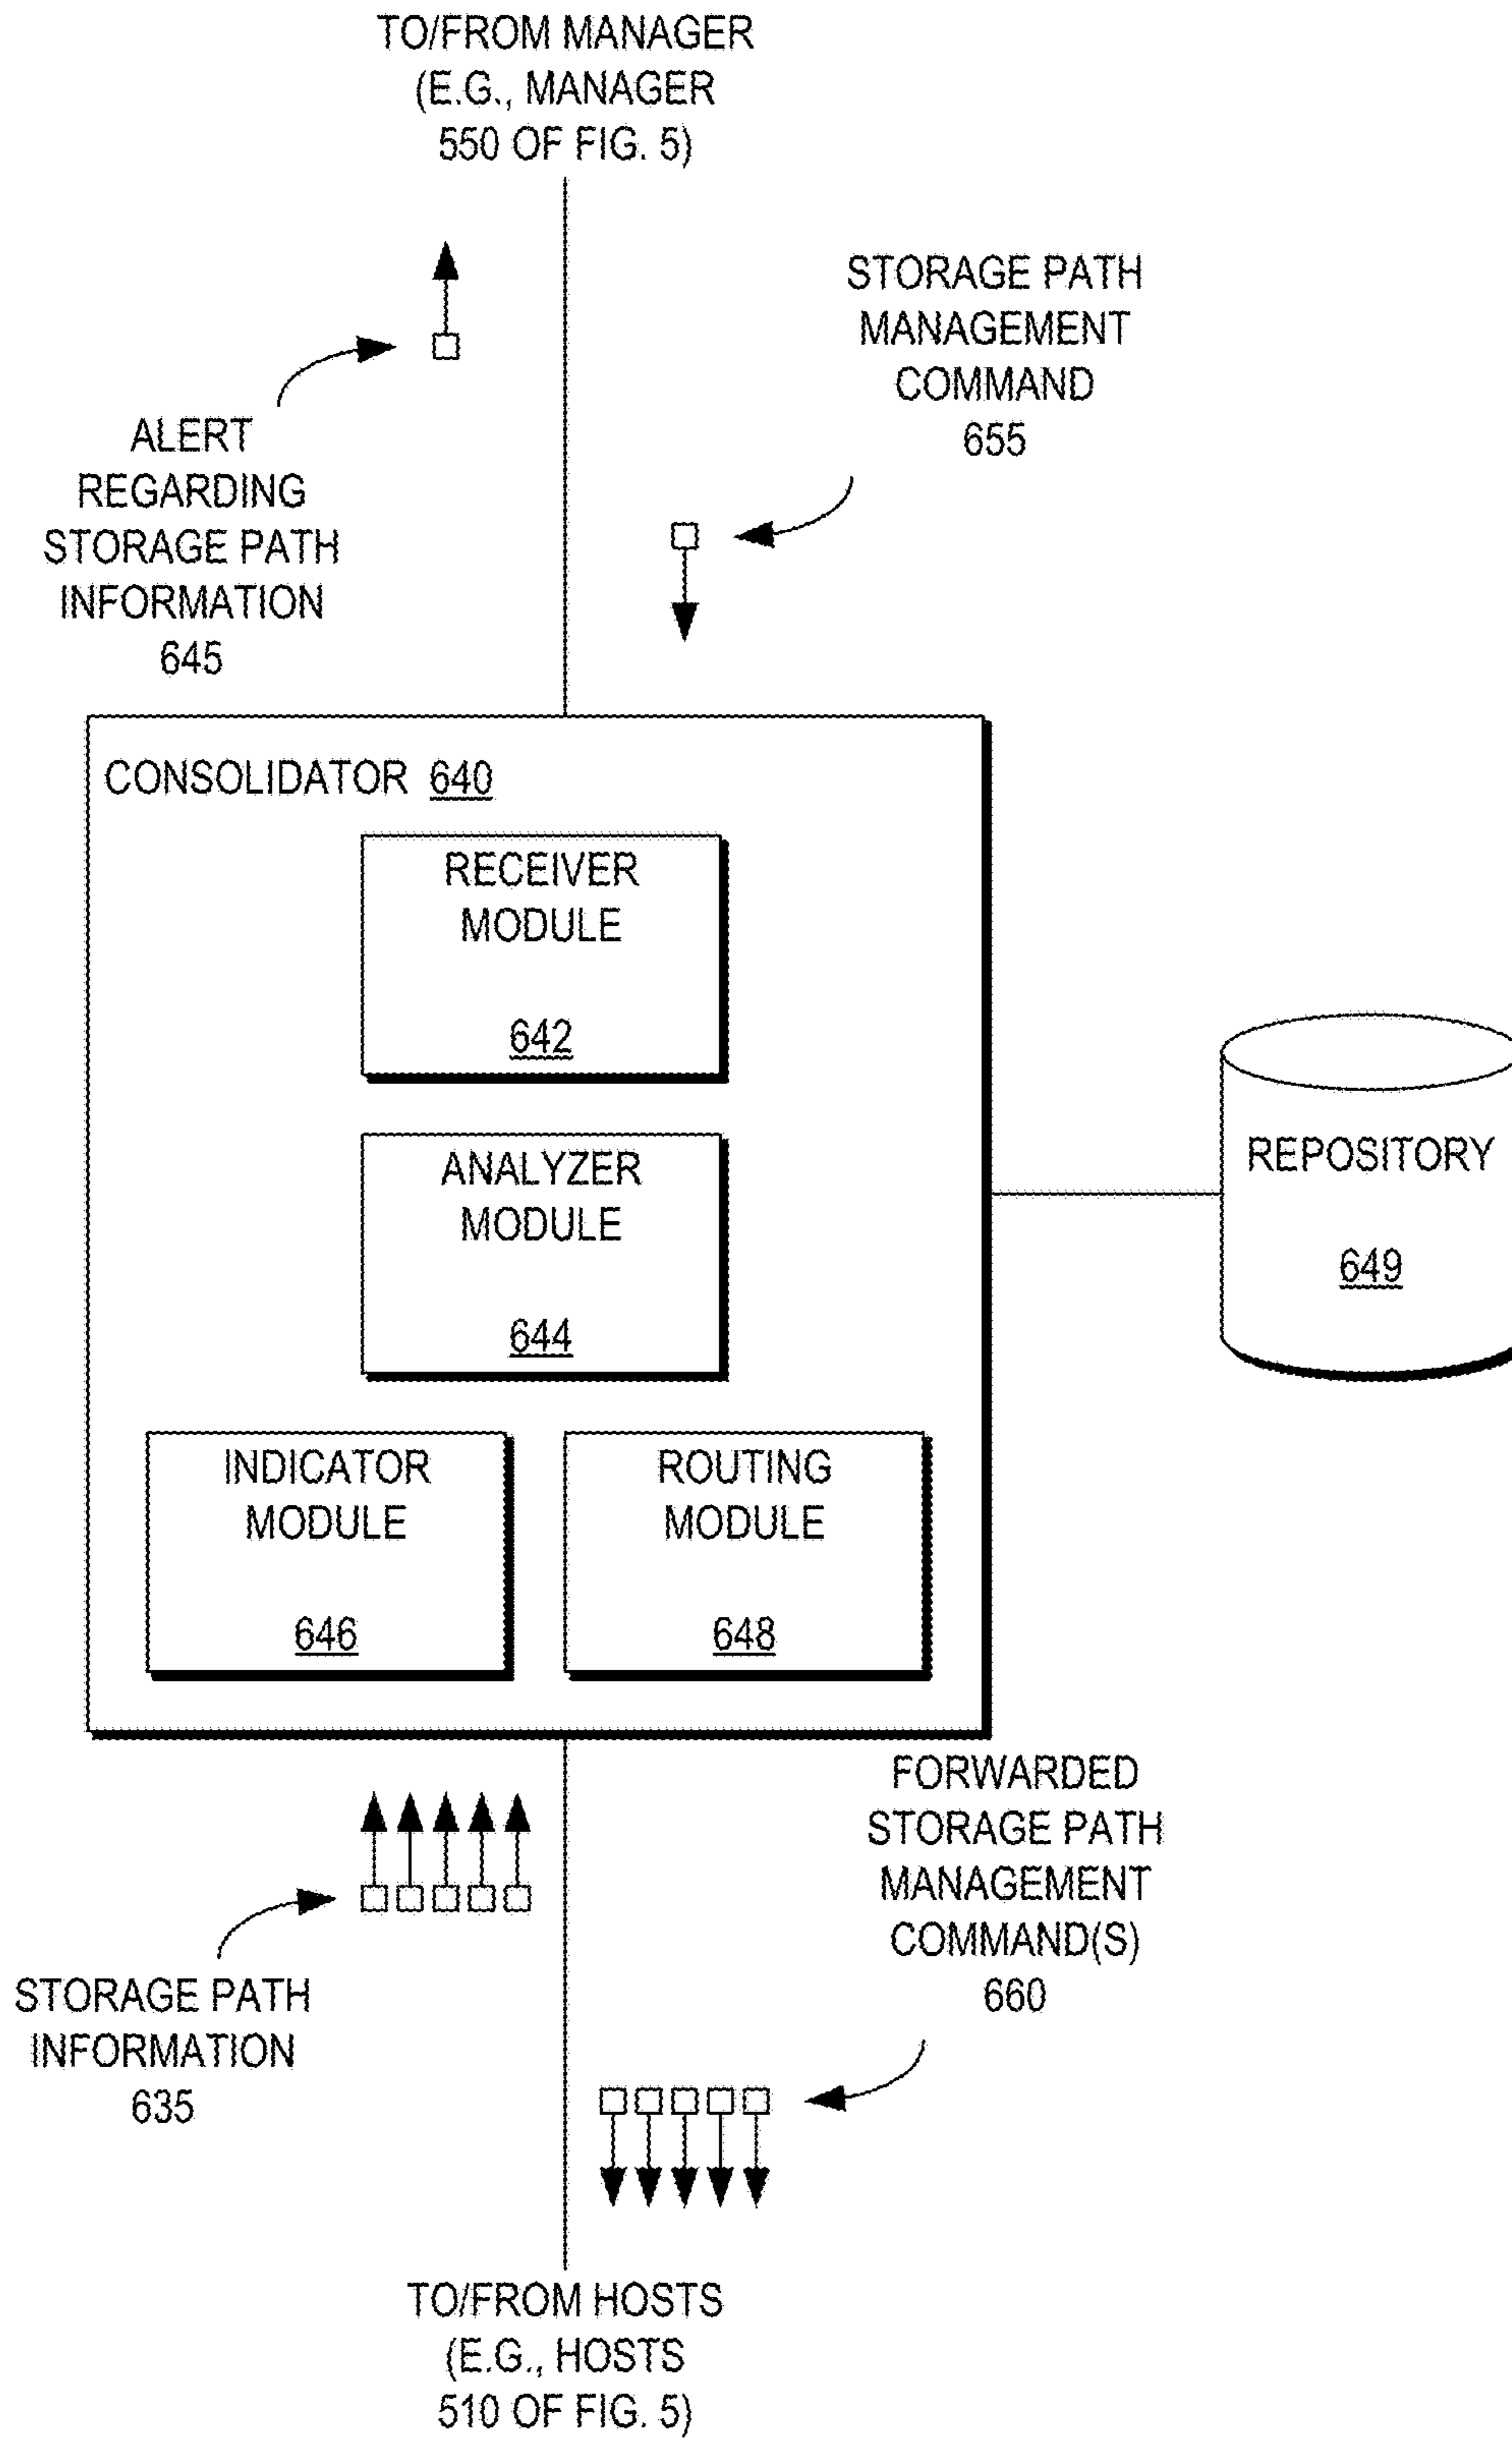 TO/FROM MANAGER
(E.G., MANAGER
550 OF FIG. 5)
STORAGE PATH
MANAGEMENT
COMMAND
655
ALERT
REGARDING
STORAGE PATH
INFORMATION
645
CONSOLIDATOR 640
RECEIVER
MODULE
642
ANALYZER
MODULE
644
REPOSITORY
649
INDICATOR
MODULE
646
ROUTING
MODULE
648
FORWARDED
STORAGE PATH
MANAGEMENT
COMMAND(S)
660
STORAGE PATH
INFORMATION
635
TO/FROM HOSTS
(E.G., HOSTS
510 OF FIG. 5)